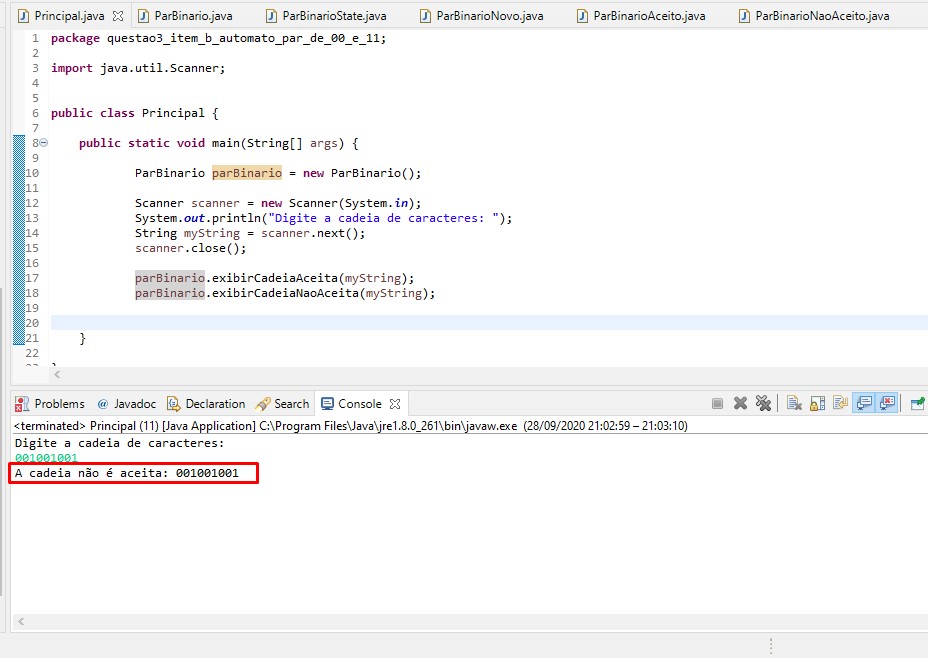 Principal.java ParBinario.java ParBinarioState.java ParBinarioNovo.java ParBinarioAceito.java ParBinarioNaoAceito.java
1 package questao3_item_b_automato_par_de_00_e_11;
2
3 import java.util.Scanner;
4
5
6 public class Principal {
7
8 public static void main(String[] args) {
9
10 ParBinario parBinario = new ParBinario();
11
12 Scanner scanner = new Scanner(System.in);
13 System.out.println("Digite a cadeia de caracteres: ");
14 String myString = scanner.next();
15 scanner.close();
16
17 parBinario.exibirCadeiaAceita(myString);
18 parBinario.exibirCadeiaNaoAceita(myString);
19
20
21 }
22
Problems @ Javadoc Declaration Search Console
<terminated> Principal (11) [Java Application] C:\Program Files\Java\jre1.8.0_261\bin\javaw.exe (28/09/2020 21:02:59 – 21:03:10)
Digite a cadeia de caracteres:
001001001
A cadeia não é aceita: 001001001